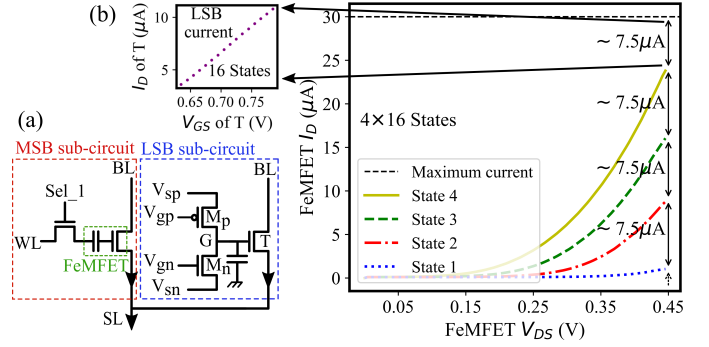 (b)
I_D of T (μA)
10
5
LSB
current
16 States
0.65
0.70
0.75
V_GS of T (V)
(a)
MSB sub-circuit
LSB sub-circuit
BL
BL
Sel_1
WL
FeMFET
SL
V_sp
V_gp
M_p
G
T
V_gn
M_n
V_sn
FeMFET I_D (μA)
30
25
20
15
10
5
0
~ 7.5μA
~ 7.5μA
~ 7.5μA
~ 7.5μA
4×16 States
Maximum current
State 4
State 3
State 2
State 1
0.05
0.15
0.25
0.35
0.45
FeMFET V_DS (V)